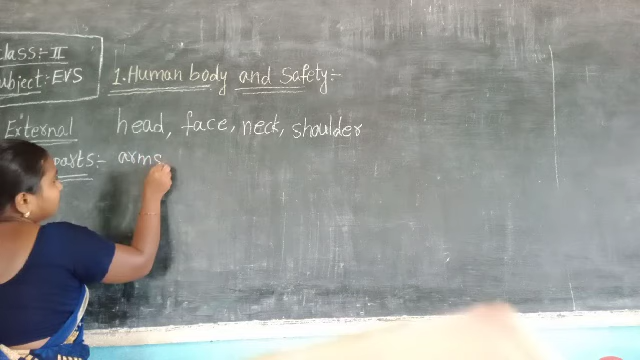 class:- II
subject:- EVS
1. Human body and Safety:-
External head, face, neck, shoulder
parts:- arms